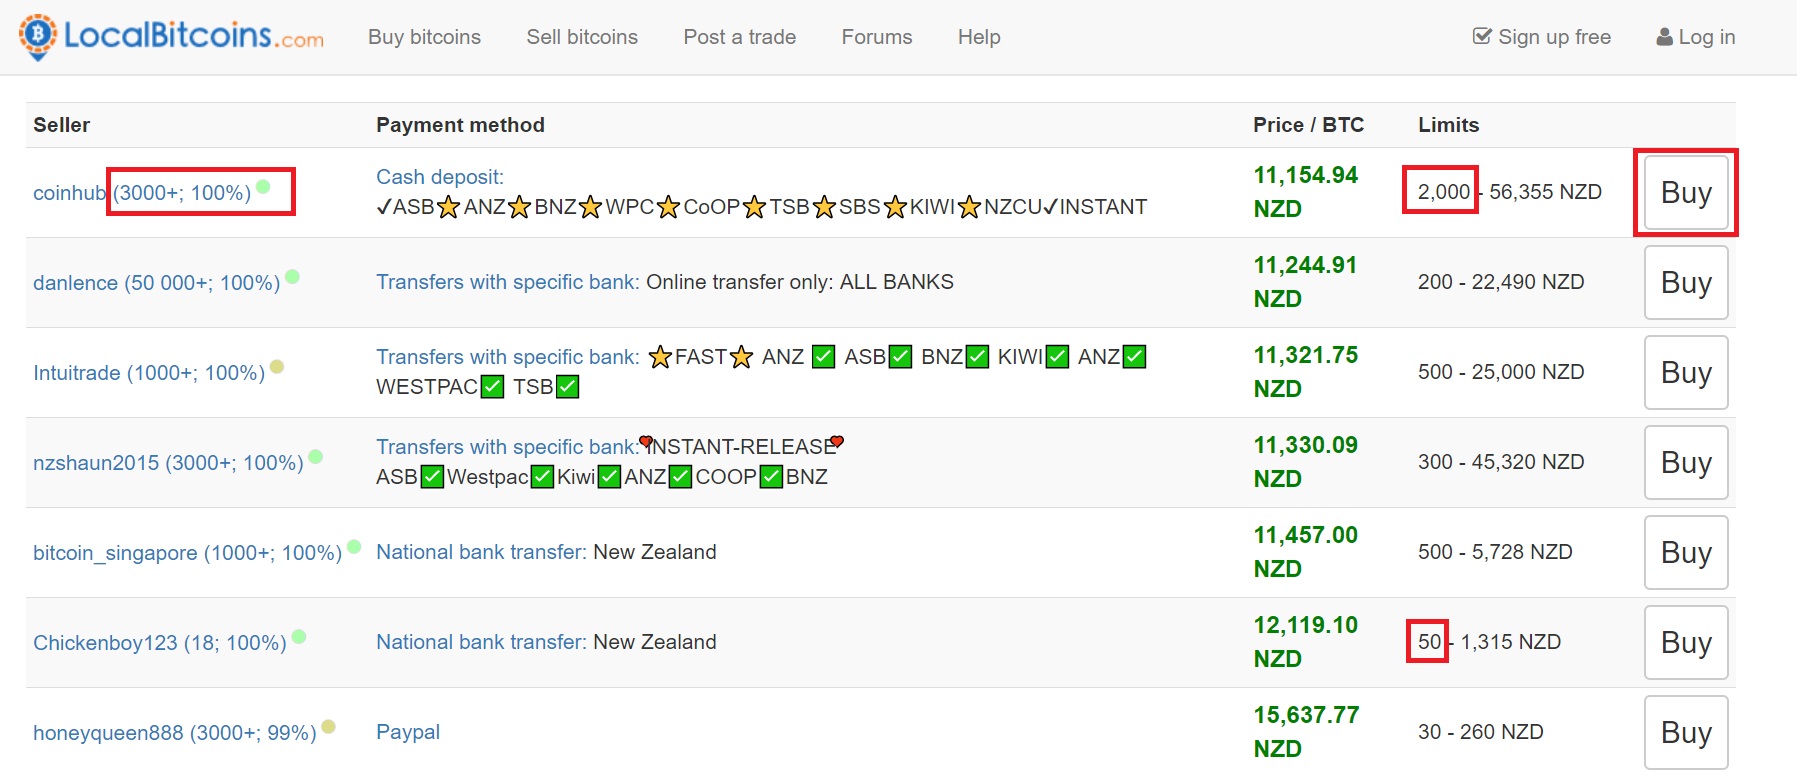 LocalBitcoins.com Buy bitcoins Sell bitcoins Post a trade Forums Help Sign up free Log in
Seller Payment method Price / BTC Limits
coinhub (3000+; 100%) Cash deposit: ✓ASB⭐ANZ⭐BNZ⭐WPC⭐CoOP⭐TSB⭐SBS⭐KIWI⭐NZCU✓INSTANT 11,154.94 NZD 2,000 - 56,355 NZD Buy
danlence (50 000+; 100%) Transfers with specific bank: Online transfer only: ALL BANKS 11,244.91 NZD 200 - 22,490 NZD Buy
Intuitrade (1000+; 100%) Transfers with specific bank: ⭐FAST⭐ ANZ ✅ ASB✅ BNZ✅ KIWI✅ ANZ✅ WESTPAC✅ TSB✅ 11,321.75 NZD 500 - 25,000 NZD Buy
nzshaun2015 (3000+; 100%) Transfers with specific bank: ❤INSTANT-RELEASE❤ ASB✅Westpac✅Kiwi✅ANZ✅COOP✅BNZ 11,330.09 NZD 300 - 45,320 NZD Buy
bitcoin_singapore (1000+; 100%) National bank transfer: New Zealand 11,457.00 NZD 500 - 5,728 NZD Buy
Chickenboy123 (18; 100%) National bank transfer: New Zealand 12,119.10 NZD 50 - 1,315 NZD Buy
honeyqueen888 (3000+; 99%) Paypal 15,637.77 NZD 30 - 260 NZD Buy